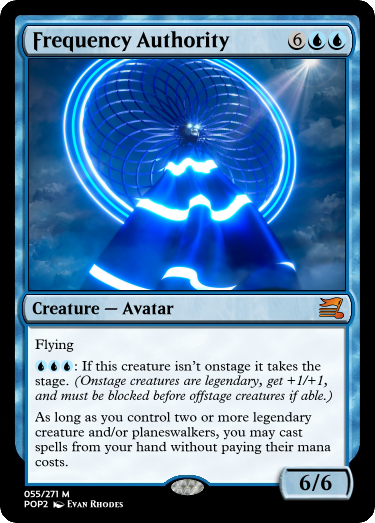 Frequency Authority 6
Creature — Avatar
Flying
: If this creature isn't onstage it takes the
stage. (Onstage creatures are legendary, get +1/+1,
and must be blocked before offstage creatures if able.)
As long as you control two or more legendary
creature and/or planeswalkers, you may cast
spells from your hand without paying their mana
costs.
6/6
055/271 M
POP2 Evan Rhodes